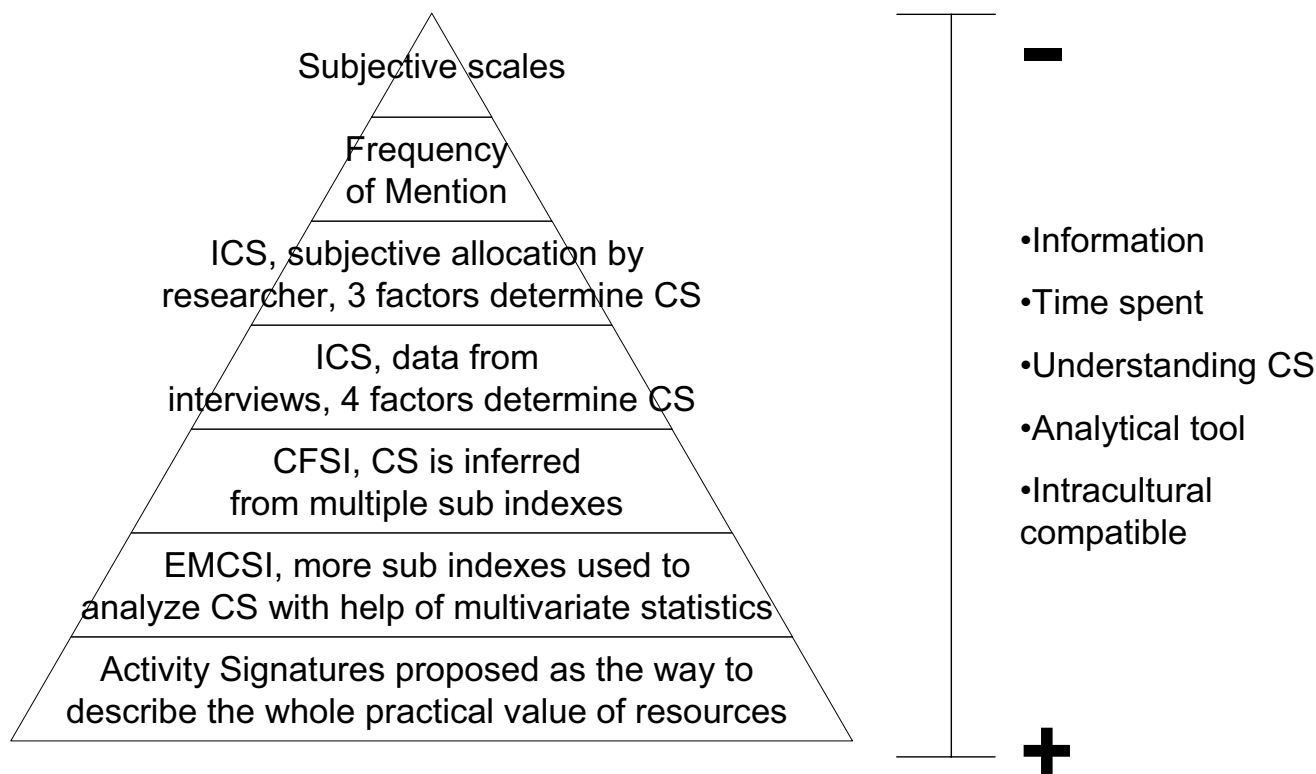 Subjective scales
Frequency
of Mention
ICS, subjective allocation by
researcher, 3 factors determine CS
ICS, data from
interviews, 4 factors determine CS
CFSI, CS is inferred
from multiple sub indexes
EMCSI, more sub indexes used to
analyze CS with help of multivariate statistics
Activity Signatures proposed as the way to
describe the whole practical value of resources
-
•Information
•Time spent
•Understanding CS
•Analytical tool
•Intracultural
compatible
+